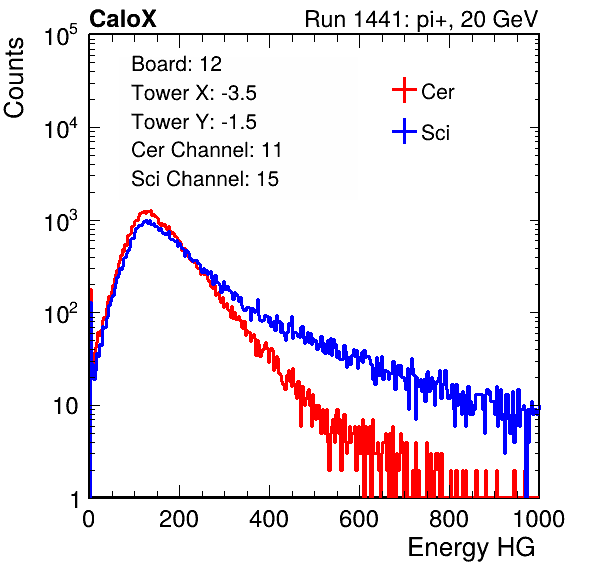 CaloX Run 1441: pi+, 20 GeV
Counts
Board: 12
Tower X: -3.5
Tower Y: -1.5
Cer Channel: 11
Sci Channel: 15
Cer
Sci
10^5
10^4
10^3
10^2
10
1
0 200 400 600 800 1000
Energy HG